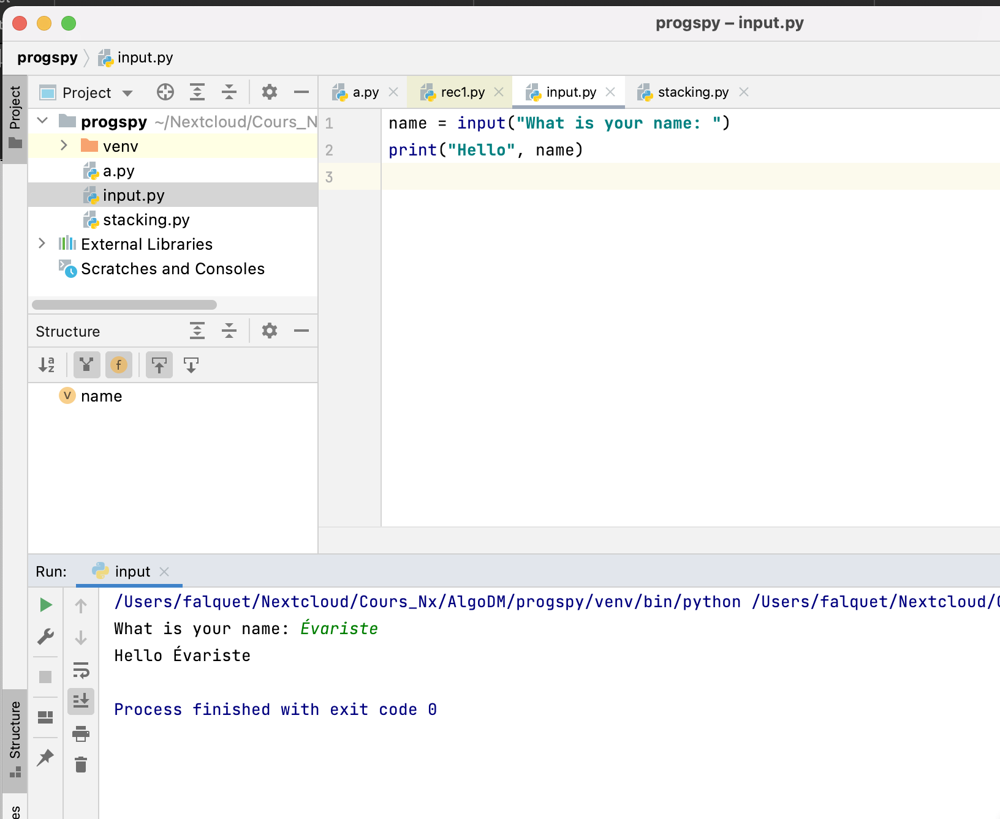 progspy – input.py
progspy input.py
Project
Project
a.py
rec1.py
input.py
stacking.py
progspy ~/Nextcloud/Cours_N
venv
a.py
input.py
stacking.py
External Libraries
Scratches and Consoles
1 name = input("What is your name: ")
2 print("Hello", name)
3
Structure
name
Run: input
/Users/falquet/Nextcloud/Cours_Nx/AlgoDM/progspy/venv/bin/python /Users/falquet/Nextcloud/
What is your name: Évariste
Hello Évariste
Process finished with exit code 0
Structure